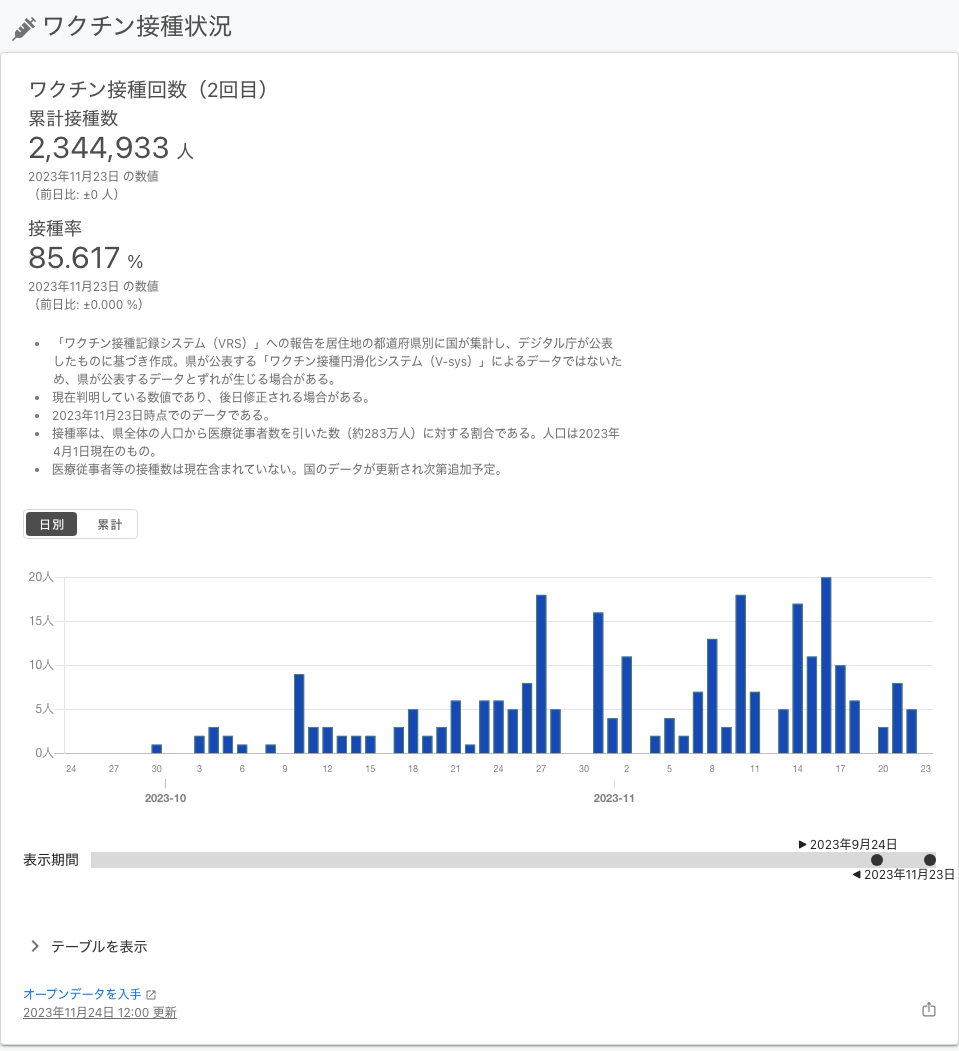 ワクチン接種状況
ワクチン接種回数（2回目）
累計接種数
2,344,933 人
2023年11月23日 の数値
（前日比: ±0 人）
接種率
85.617 %
2023年11月23日 の数値
（前日比: ±0.000 %）
• 「ワクチン接種記録システム（VRS）」への報告を居住地の都道府県別に国が集計し、デジタル庁が公表
したものに基づき作成。県が公表する「ワクチン接種円滑化システム（V-sys）」によるデータではないた
め、県が公表するデータとずれが生じる場合がある。
• 現在判明している数値であり、後日修正される場合がある。
• 2023年11月23日時点でのデータである。
• 接種率は、県全体の人口から医療従事者数を引いた数（約283万人）に対する割合である。人口は2023年
4月1日現在のもの。
• 医療従事者等の接種数は現在含まれていない。国のデータが更新され次第追加予定。
日別 累計
20人
15人
10人
5人
0人
24 27 30 3 6 9 12 15 18 21 24 27 30 2 5 8 11 14 17 20 23
2023-10 2023-11
▶ 2023年9月24日
表示期間
◀ 2023年11月23日
テーブルを表示
オープンデータを入手
2023年11月24日 12:00 更新